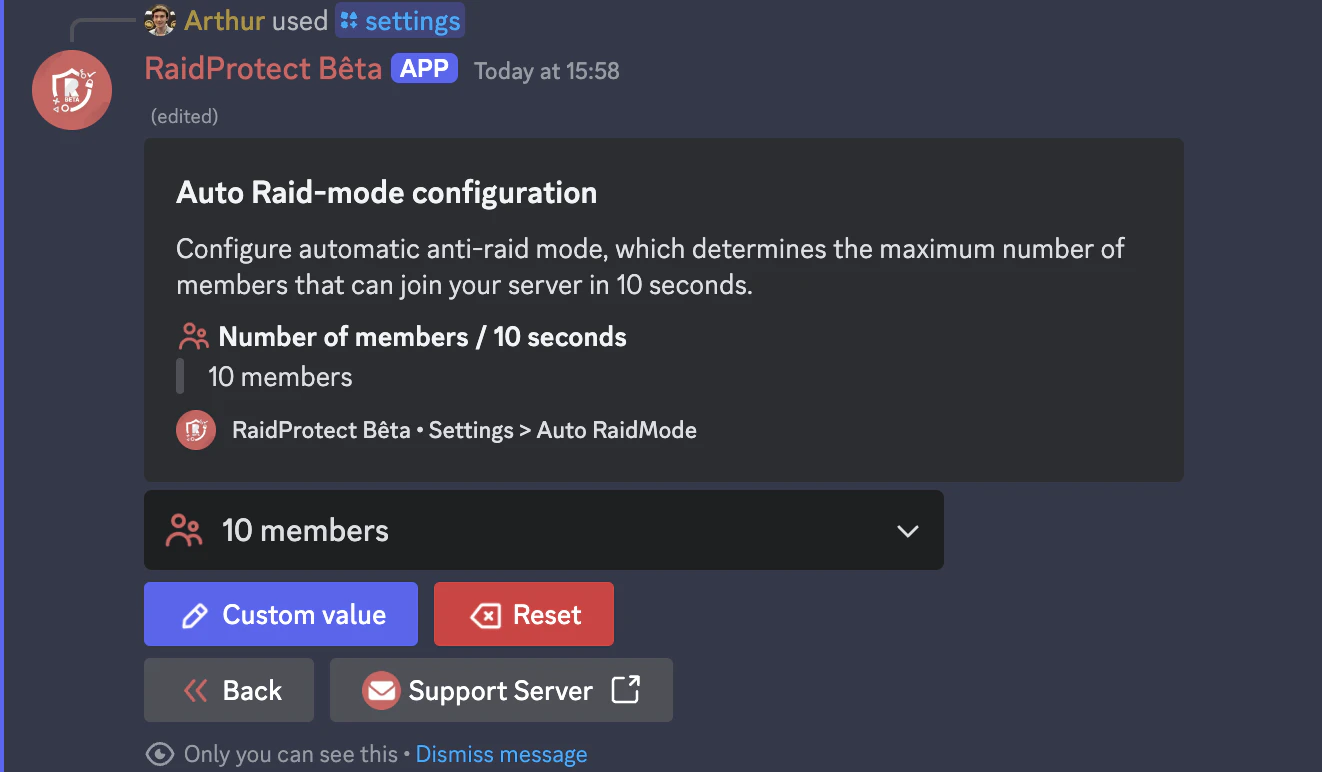 Arthur used settings
RaidProtect Bêta APP Today at 15:58
(edited)
Auto Raid-mode configuration
Configure automatic anti-raid mode, which determines the maximum number of
members that can join your server in 10 seconds.
Number of members / 10 seconds
10 members
RaidProtect Bêta • Settings > Auto RaidMode
10 members
Custom value Reset
Back Support Server
Only you can see this • Dismiss message